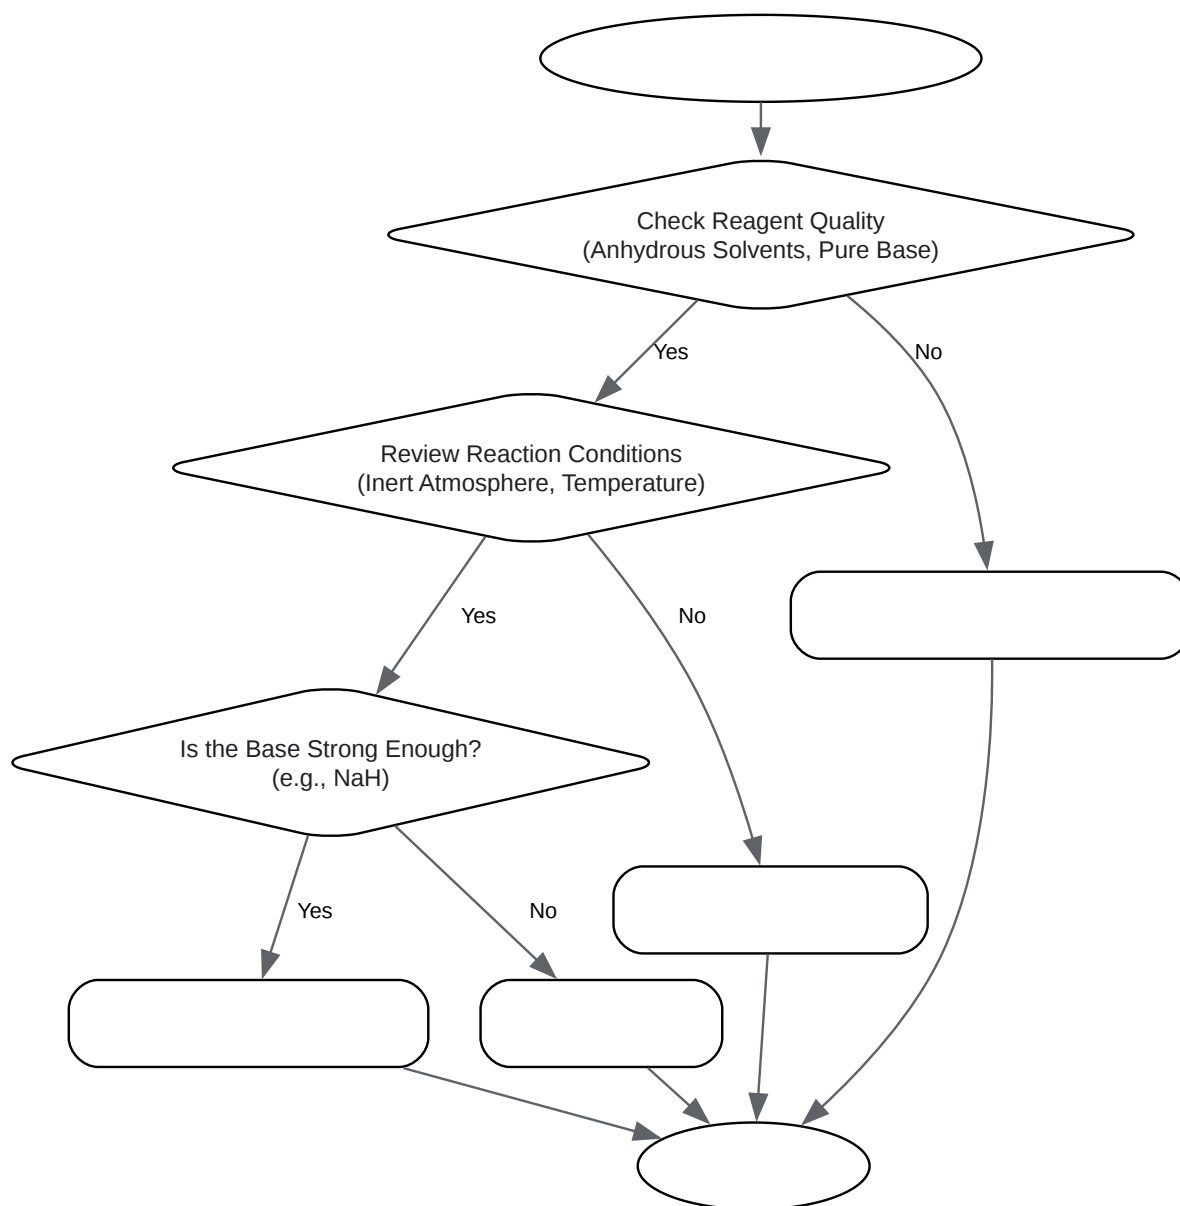 Check Reagent Quality
(Anhydrous Solvents, Pure Base)
Yes
No
Review Reaction Conditions
(Inert Atmosphere, Temperature)
Yes
No
Is the Base Strong Enough?
(e.g., NaH)
Yes
No